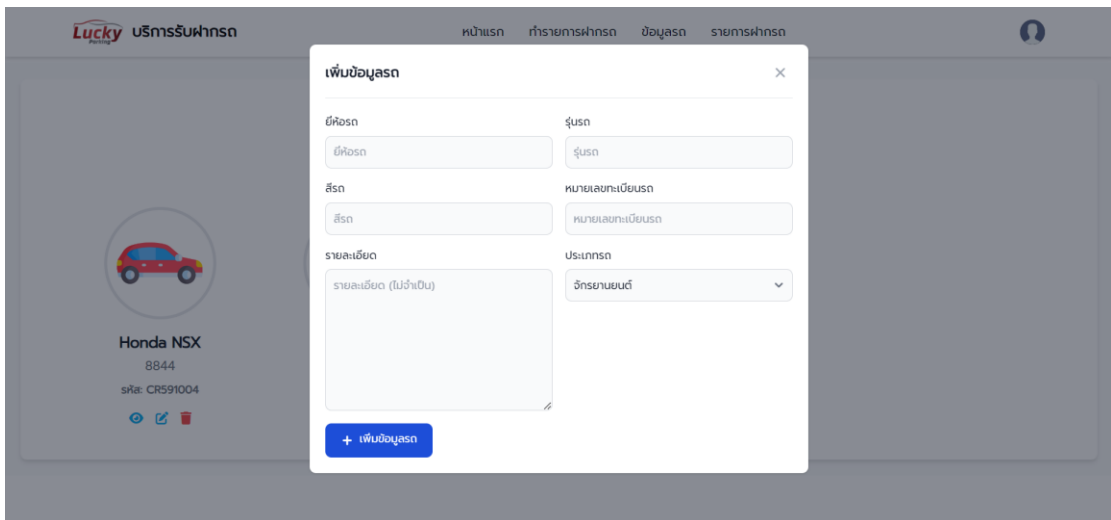 Lucky
Parking
บริการรับฝากรถ
หน้าแรก ทำรายการฝากรถ ข้อมูลรถ รายการฝากรถ
เพิ่มข้อมูลรถ
ยี่ห้อรถ รุ่นรถ
ยี่ห้อรถ รุ่นรถ
สีรถ หมายเลขทะเบียนรถ
สีรถ หมายเลขทะเบียนรถ
รายละเอียด ประเภทรถ
รายละเอียด (ไม่จำเป็น) จักรยานยนต์
Honda NSX
8844
รหัส: CR591004
+ เพิ่มข้อมูลรถ